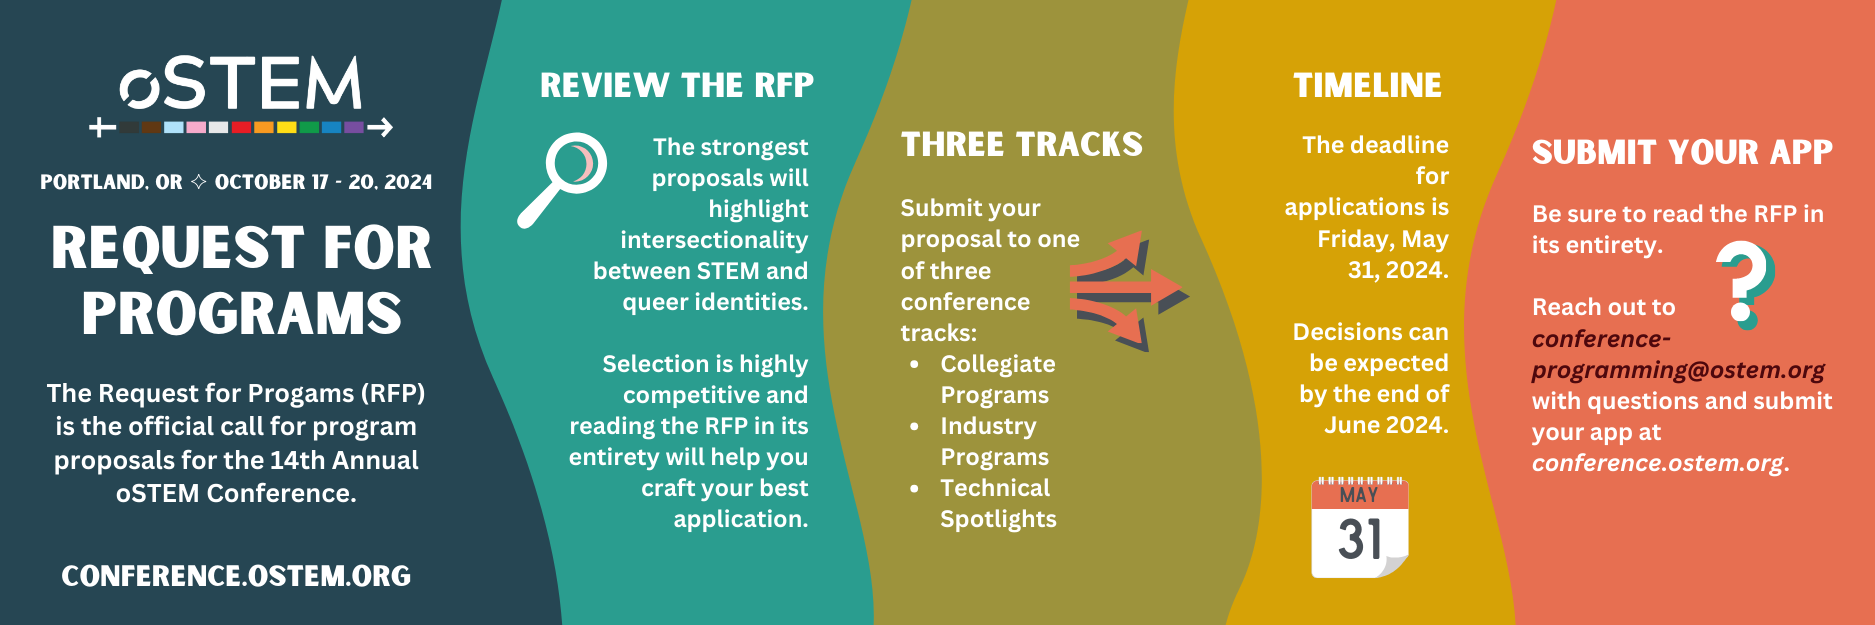 oSTEM
PORTLAND, OR ✧ OCTOBER 17 - 20, 2024
REQUEST FOR
PROGRAMS
The Request for Progams (RFP)
is the official call for program
proposals for the 14th Annual
oSTEM Conference.
CONFERENCE.OSTEM.ORG
REVIEW THE RFP
The strongest
proposals will
highlight
intersectionality
between STEM and
queer identities.
Selection is highly
competitive and
reading the RFP in its
entirety will help you
craft your best
application.
THREE TRACKS
Submit your
proposal to one
of three
conference
tracks:
• Collegiate
Programs
• Industry
Programs
• Technical
Spotlights
TIMELINE
The deadline
for
applications is
Friday, May
31, 2024.
Decisions can
be expected
by the end of
June 2024.
MAY
31
SUBMIT YOUR APP
Be sure to read the RFP in
its entirety.
?
Reach out to
conference-
programming@ostem.org
with questions and submit
your app at
conference.ostem.org.